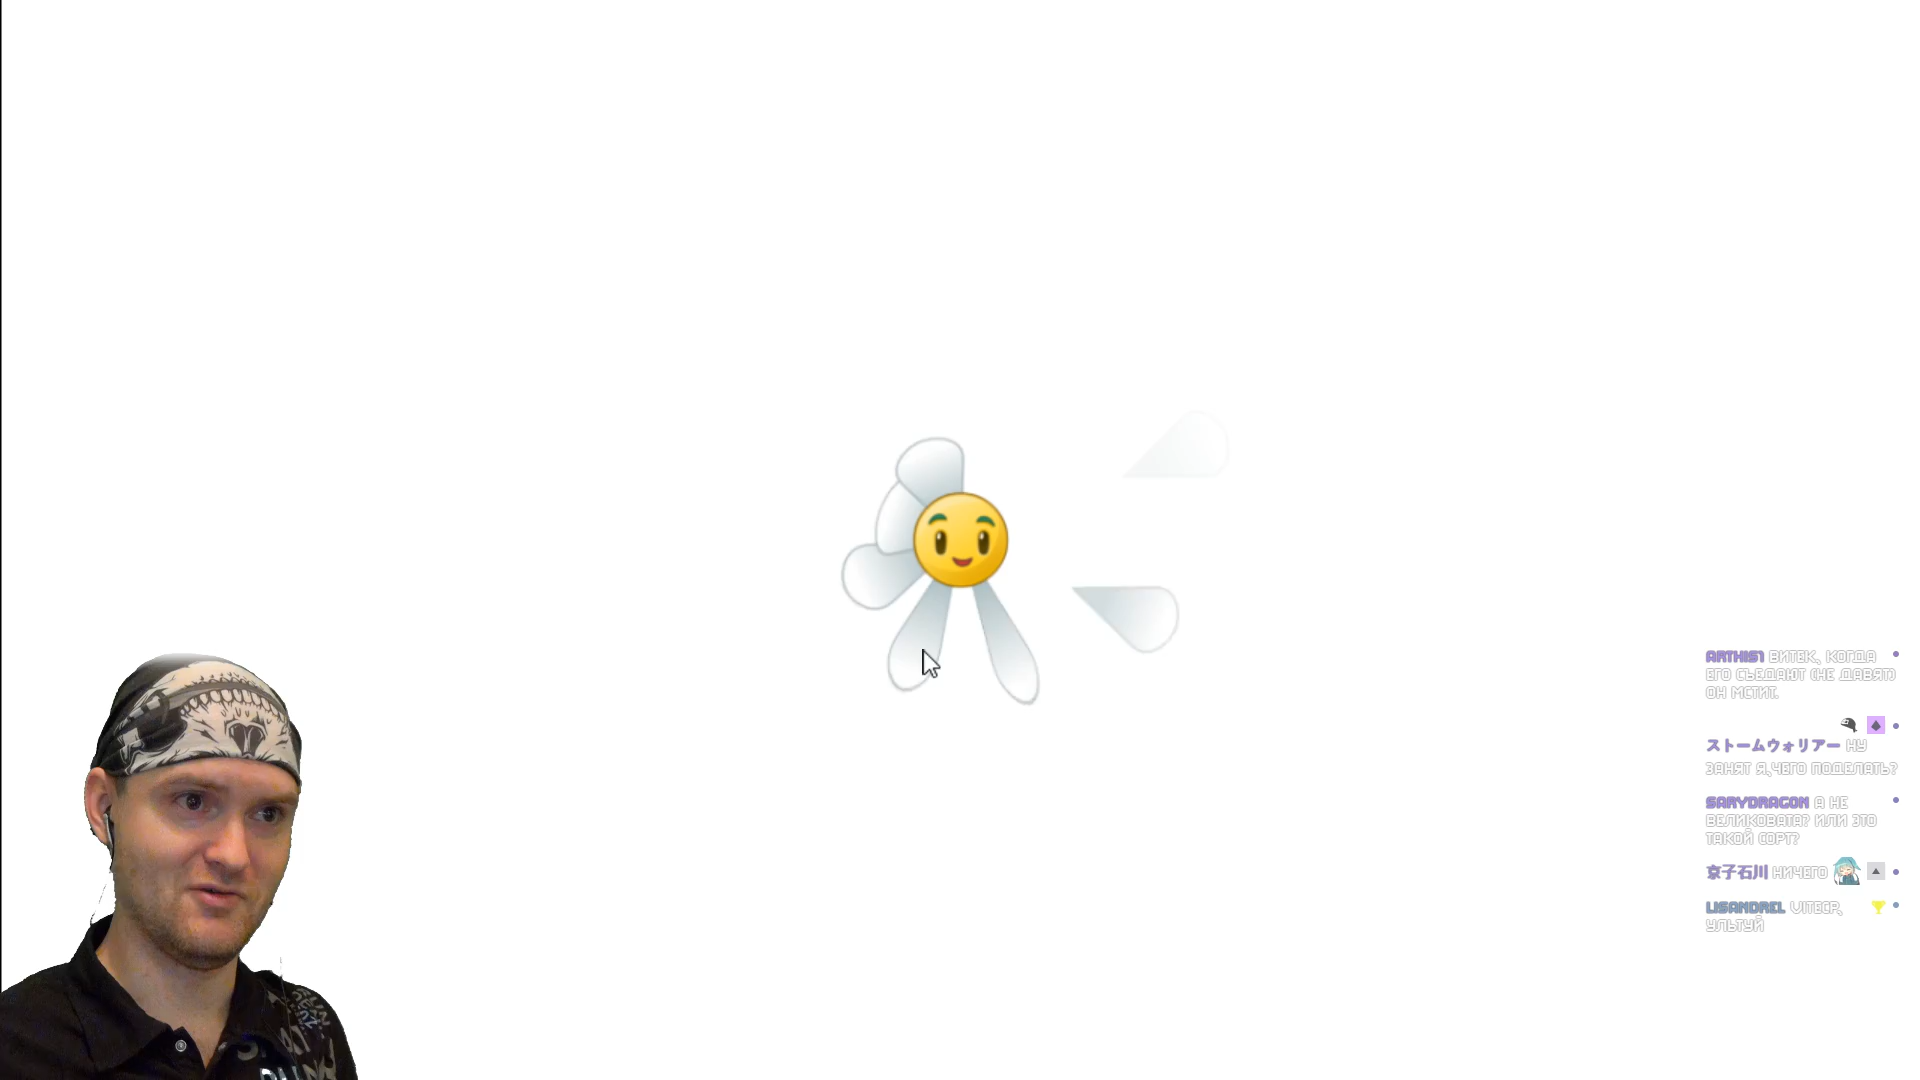 ARTHIS1 ВИТЕК, КОГДА
ЕГО СЪЕДАЮТ (НЕ ДАВЯТ)
ОН МСТИТ.
ストームウォリアー НУ
ЗАНЯТ Я,ЧЕГО ПОДЕЛАТЬ?
SARYDRAGON А НЕ
ВЕЛИКОВАТА? ИЛИ ЭТО
ТАКОЙ СОРТ?
京子石川 НИЧЕГО
LISANDREL VITECP,
УЛЬТУЙ